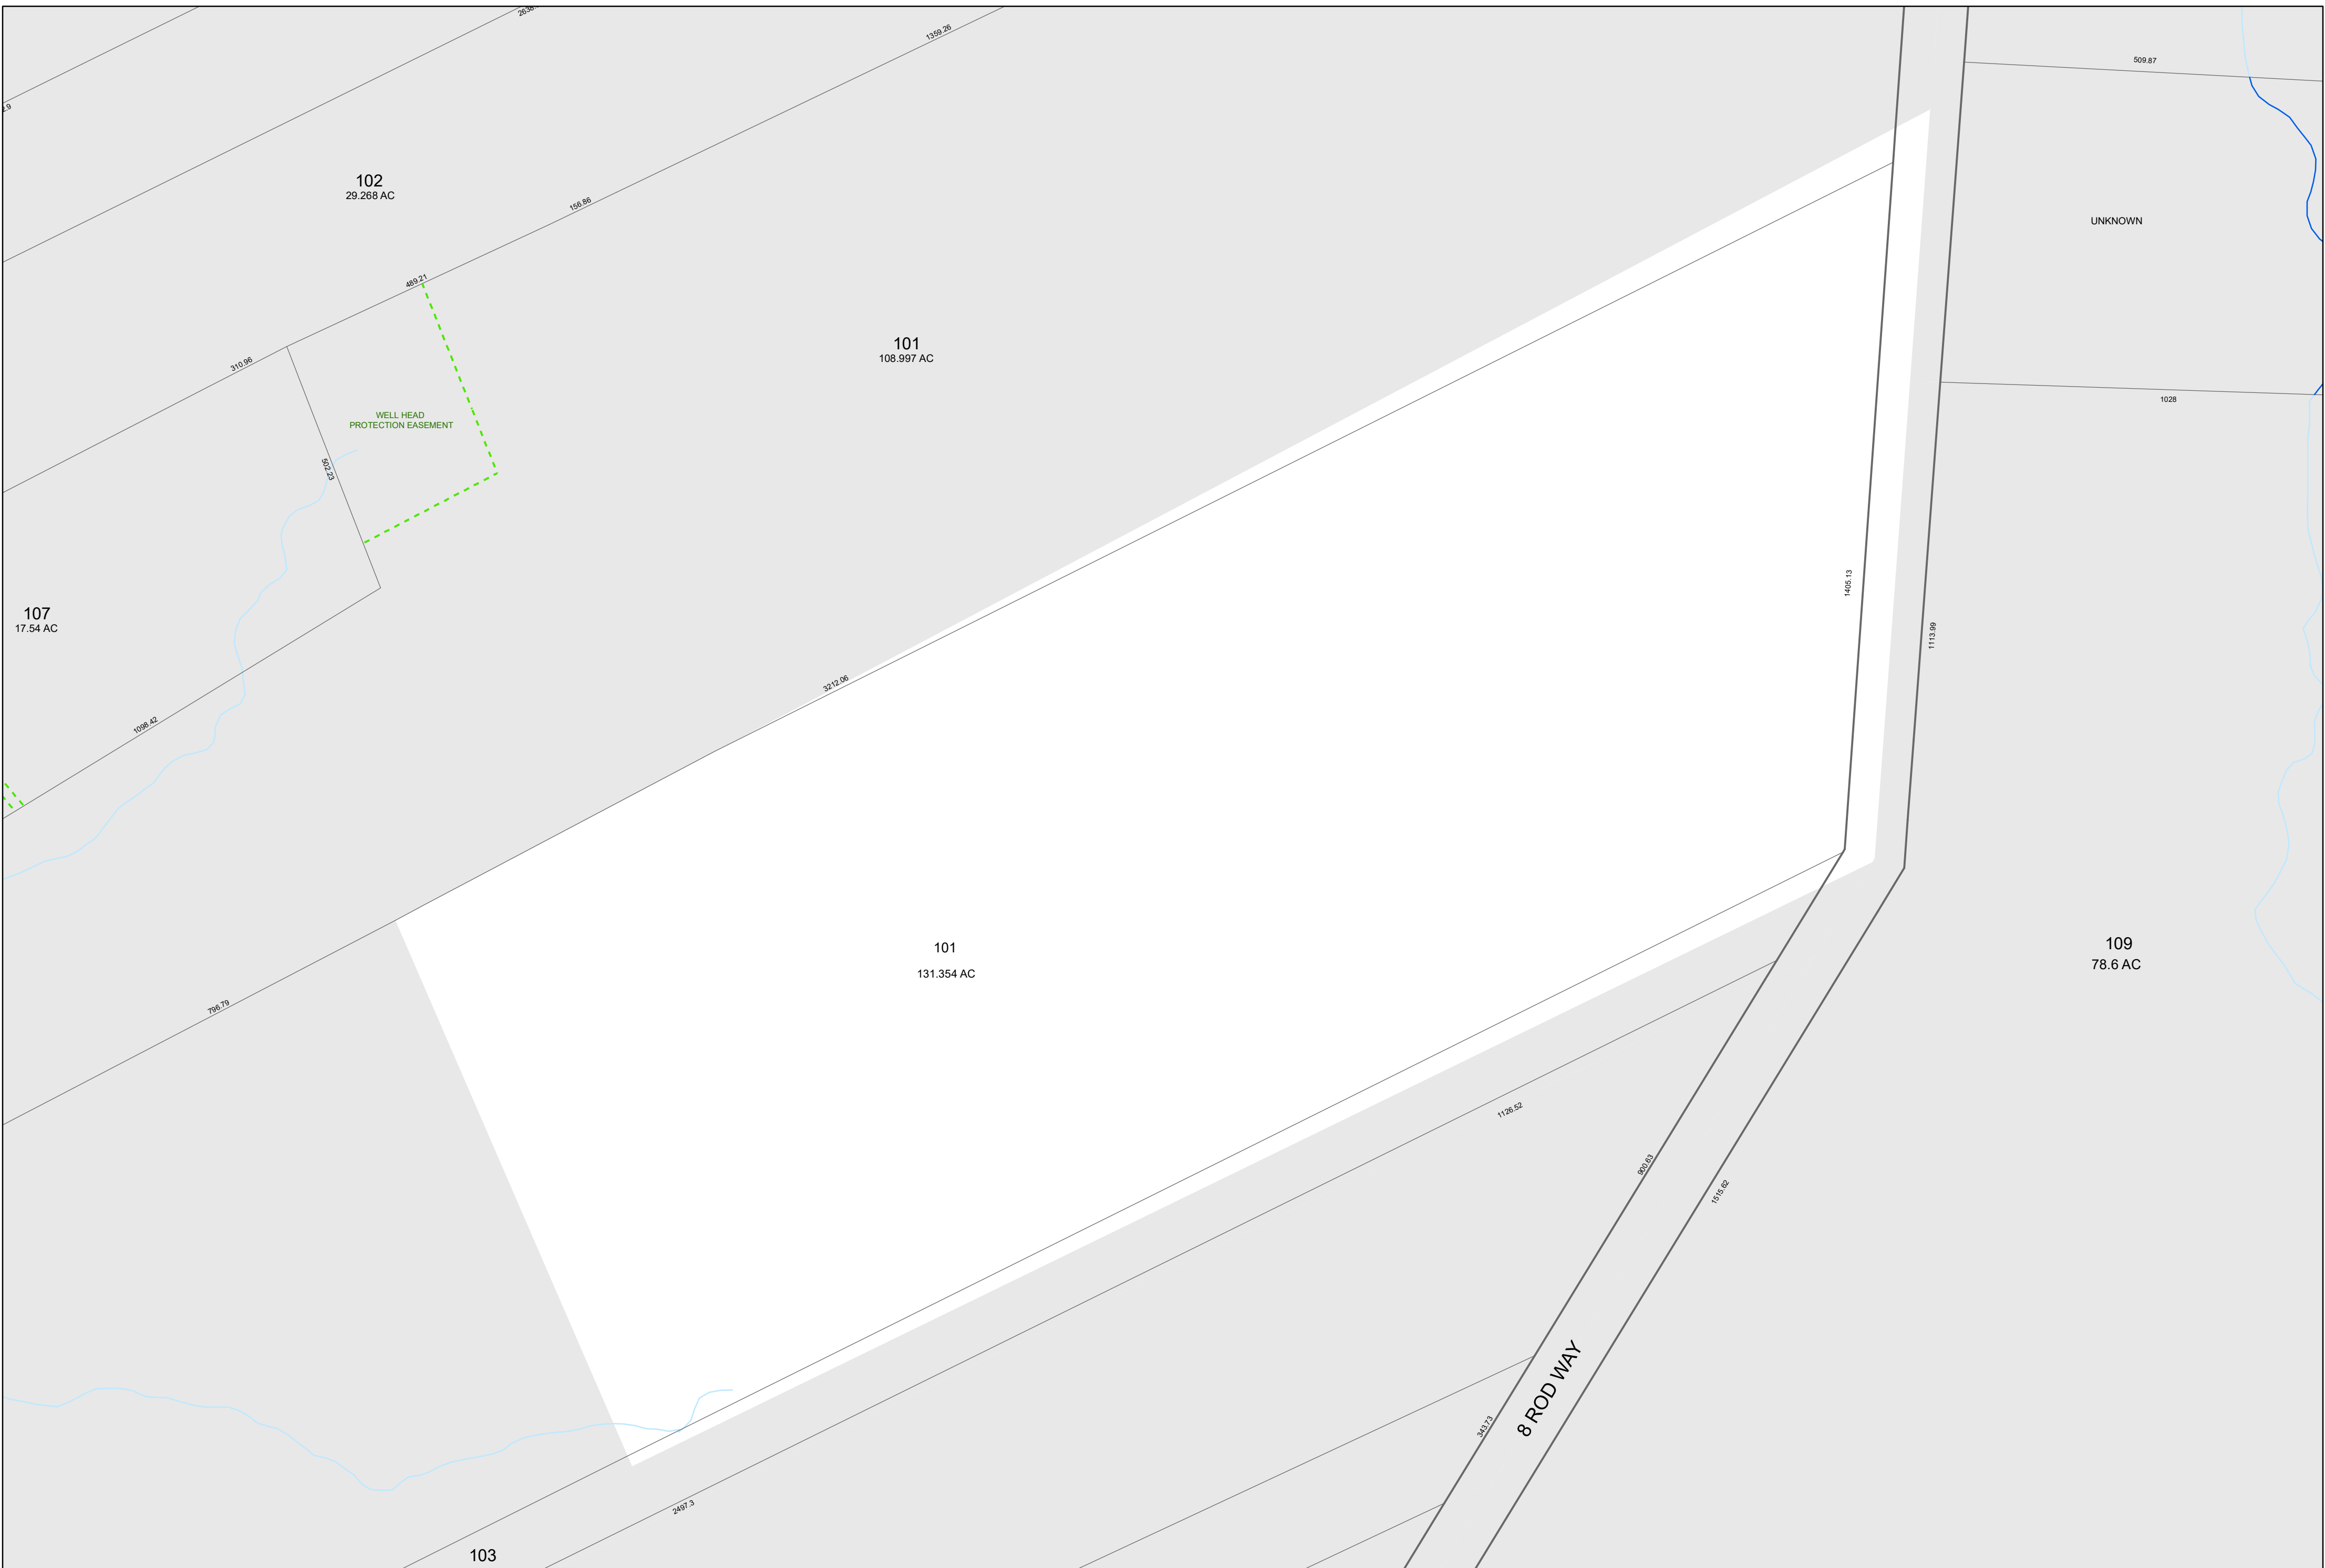 1359.26
509.87
102
29.268 AC
156.86
UNKNOWN
489.21
101
108.997 AC
310.96
1028
WELL HEAD
PROTECTION EASEMENT
502.23
1405.13
107
17.54 AC
1113.99
3212.06
1098.42
101
131.354 AC
109
78.6 AC
796.79
1126.52
900.63
1515.62
8 ROD WAY
343.73
2497.3
103